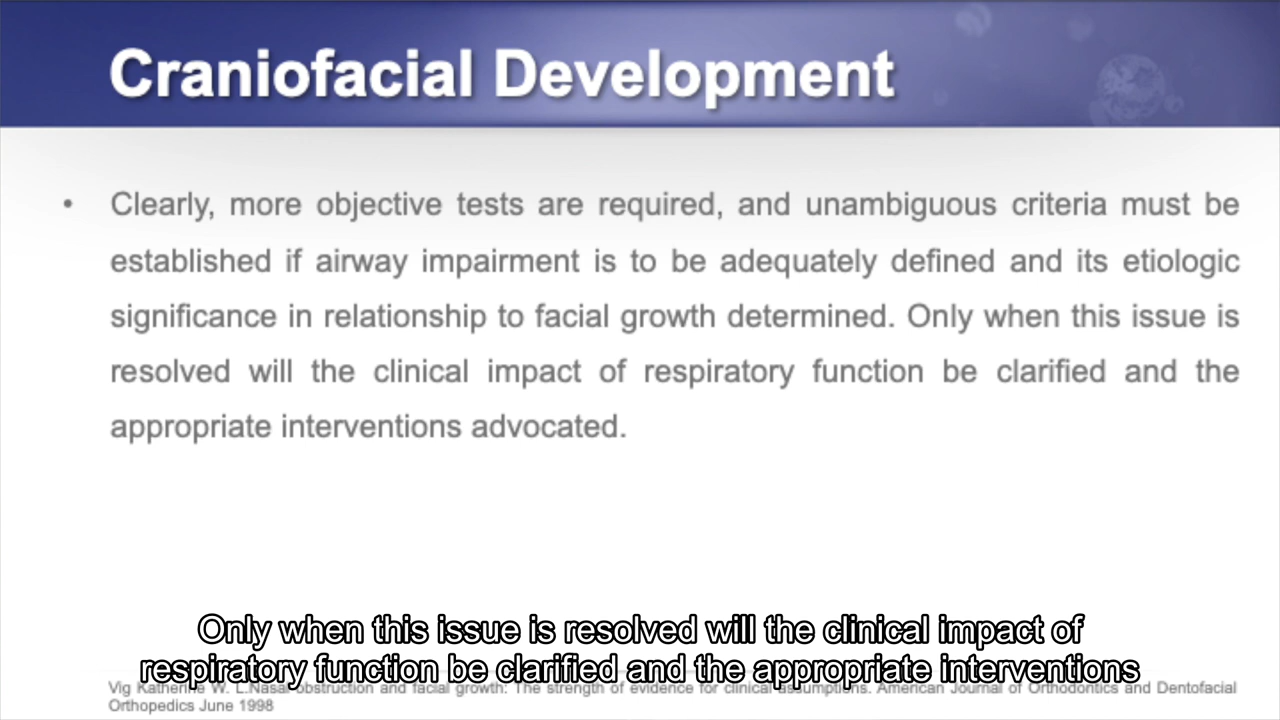 Craniofacial Development
• Clearly, more objective tests are required, and unambiguous criteria must be
established if airway impairment is to be adequately defined and its etiologic
significance in relationship to facial growth determined. Only when this issue is
resolved will the clinical impact of respiratory function be clarified and the
appropriate interventions advocated.
Only when this issue is resolved will the clinical impact of
respiratory function be clarified and the appropriate interventions
Vig Katherine W. L.Nasal obstruction and facial growth: The strength of evidence for clinical assumptions. American Journal of Orthodontics and Dentofacial
Orthopedics June 1998